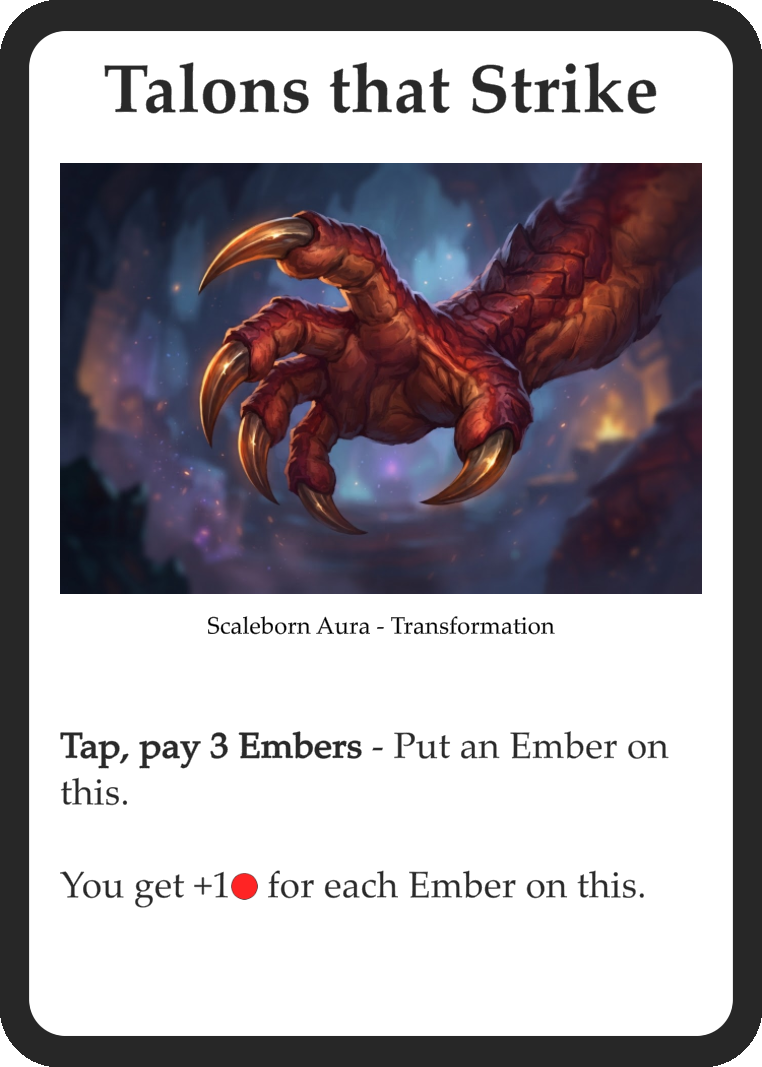 Talons that Strike
Scaleborn Aura - Transformation
Tap, pay 3 Embers - Put an Ember on
this.
You get +1 for each Ember on this.